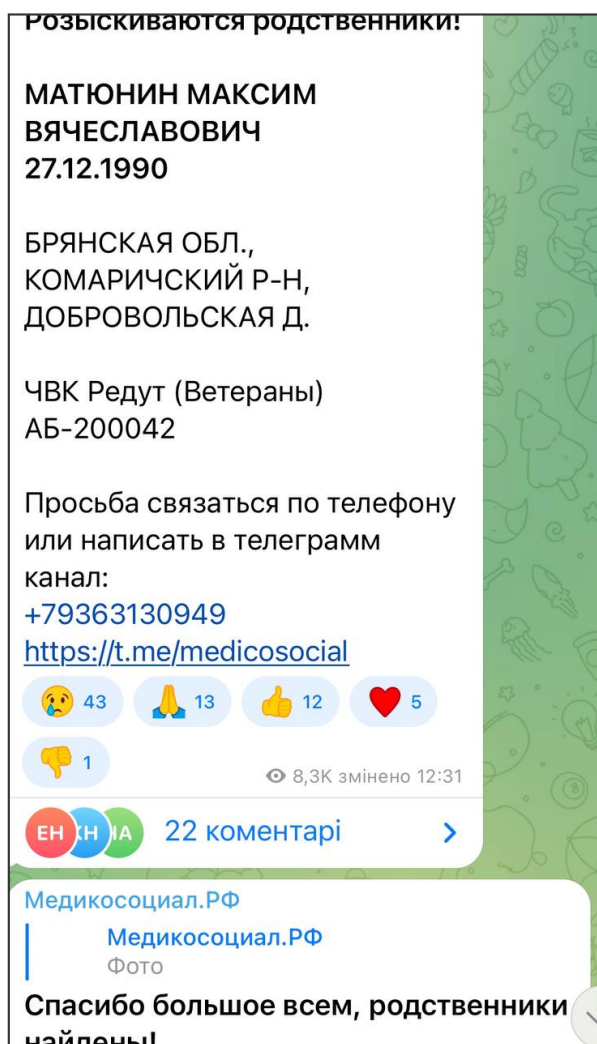 Розыскиваются родственники!
МАТЮНИН МАКСИМ
ВЯЧЕСЛАВОВИЧ
27.12.1990
БРЯНСКАЯ ОБЛ.,
КОМАРИЧСКИЙ Р-Н,
ДОБРОВОЛЬСКАЯ Д.
ЧВК Редут (Ветераны)
АБ-200042
Просьба связаться по телефону
или написать в телеграмм
канал:
+79363130949
https://t.me/medicosocial
43 13 12 5
1
8,3K змінено 12:31
ЕН КН НА 22 коментарі
Медикосоциал.РФ
Медикосоциал.РФ
Фото
Спасибо большое всем, родственники
найдены!